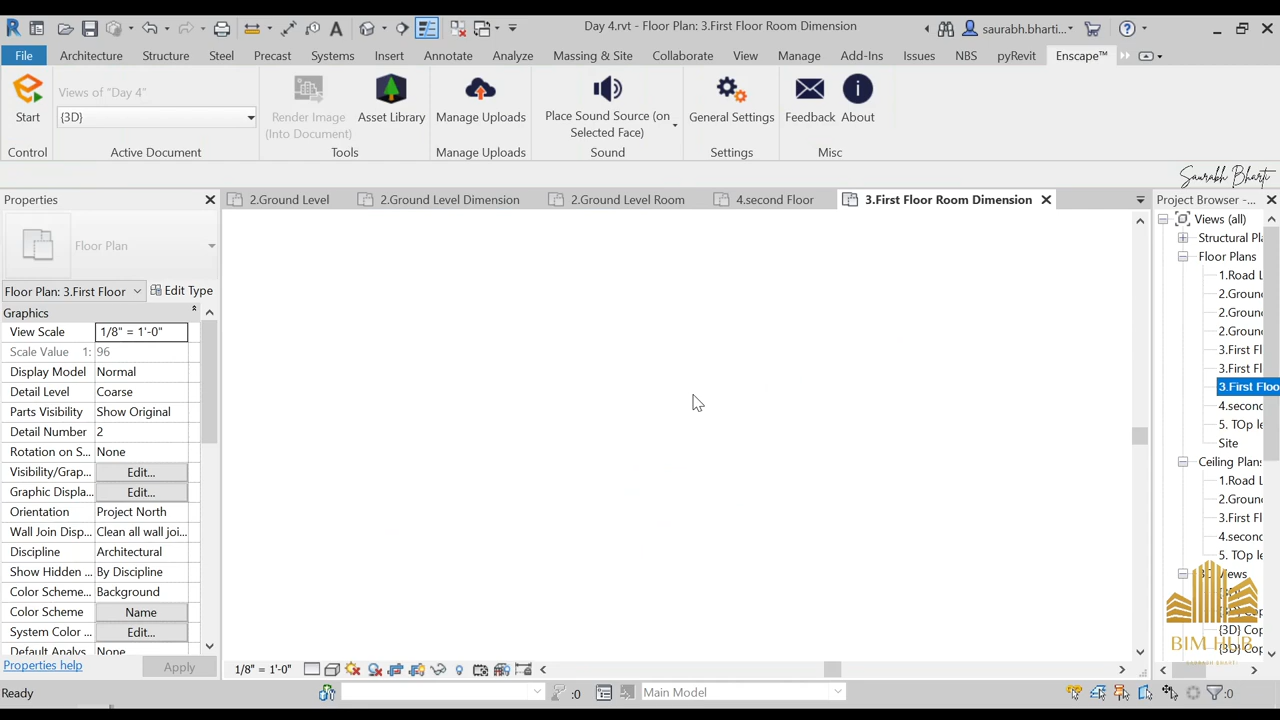 Day 4.rvt - Floor Plan: 3.First Floor Room Dimension
saurabh.bharti...
File Architecture Structure Steel Precast Systems Insert Annotate Analyze Massing & Site Collaborate View Manage Add-Ins Issues NBS pyRevit Enscape™
Start
Views of "Day 4"
{3D}
Render Image
(Into Document)
Asset Library
Manage Uploads
Place Sound Source (on
Selected Face)
General Settings
Feedback
About
Control Active Document Tools Manage Uploads Sound Settings Misc
Saurabh Bharti
Properties
2.Ground Level 2.Ground Level Dimension 2.Ground Level Room 4.second Floor 3.First Floor Room Dimension
Project Browser -...
Floor Plan
Floor Plan: 3.First Floor
Edit Type
Graphics
View Scale 1/8" = 1'-0"
Scale Value 1: 96
Display Model Normal
Detail Level Coarse
Parts Visibility Show Original
Detail Number 2
Rotation on S... None
Visibility/Grap... Edit...
Graphic Displa... Edit...
Orientation Project North
Wall Join Disp... Clean all wall joi...
Discipline Architectural
Show Hidden ... By Discipline
Color Scheme... Background
Color Scheme Name
System Color ... Edit...
Default Analys... None
Properties help
Apply
Views (all)
Structural Pl
Floor Plans
1.Road L
2.Groun
2.Groun
2.Groun
3.First Fl
3.First Fl
3.First Floo
4.secon
5. TOp le
Site
Ceiling Plan
1.Road L
2.Groun
3.First Fl
4.secon
5. TOp le
Views
{3D} Cop
BIM HUB
SAURABH BHARTI
1/8" = 1'-0"
Ready
:0
Main Model
:0